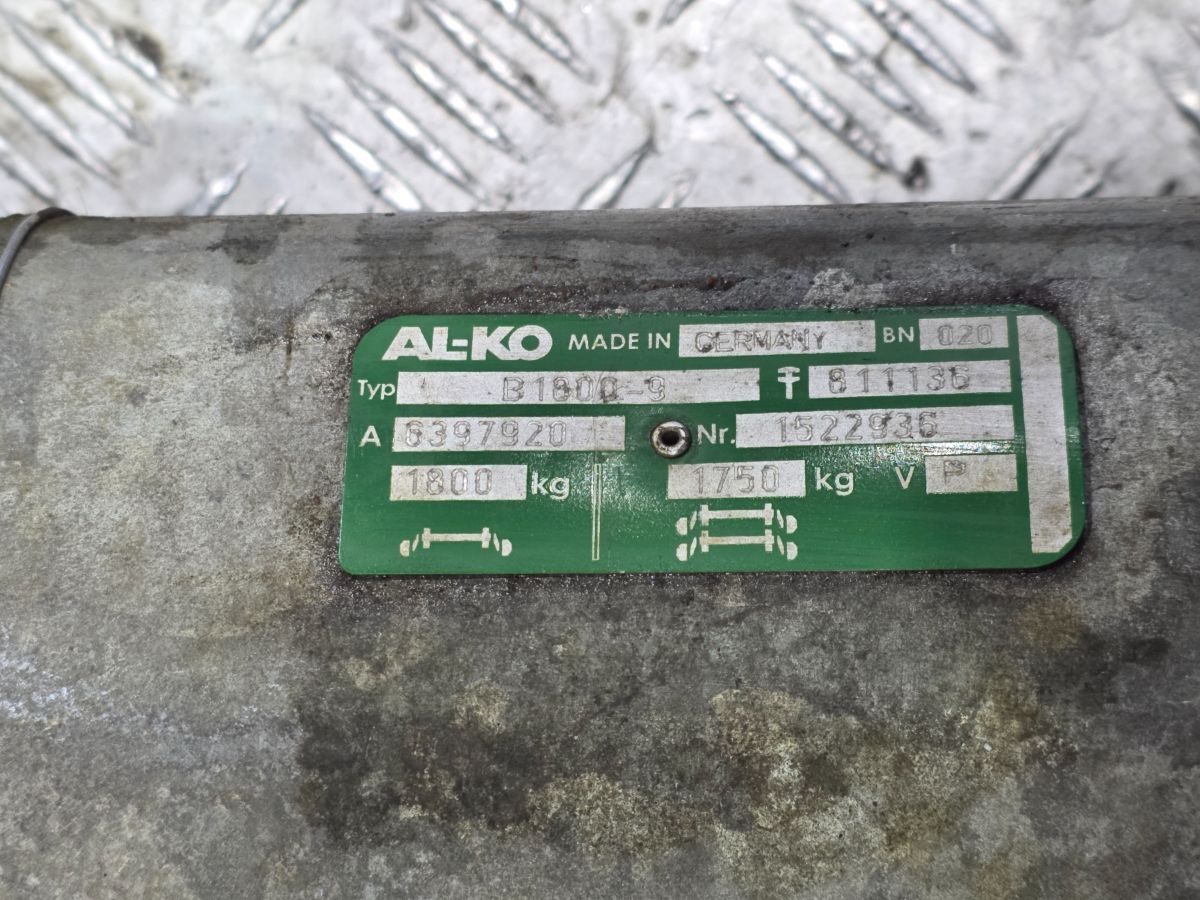 AL-KO MADE IN GERMANY BN 020
Typ B1800-9 811136
A 6397920 Nr. 1522936
1800 kg 1750 kg V P